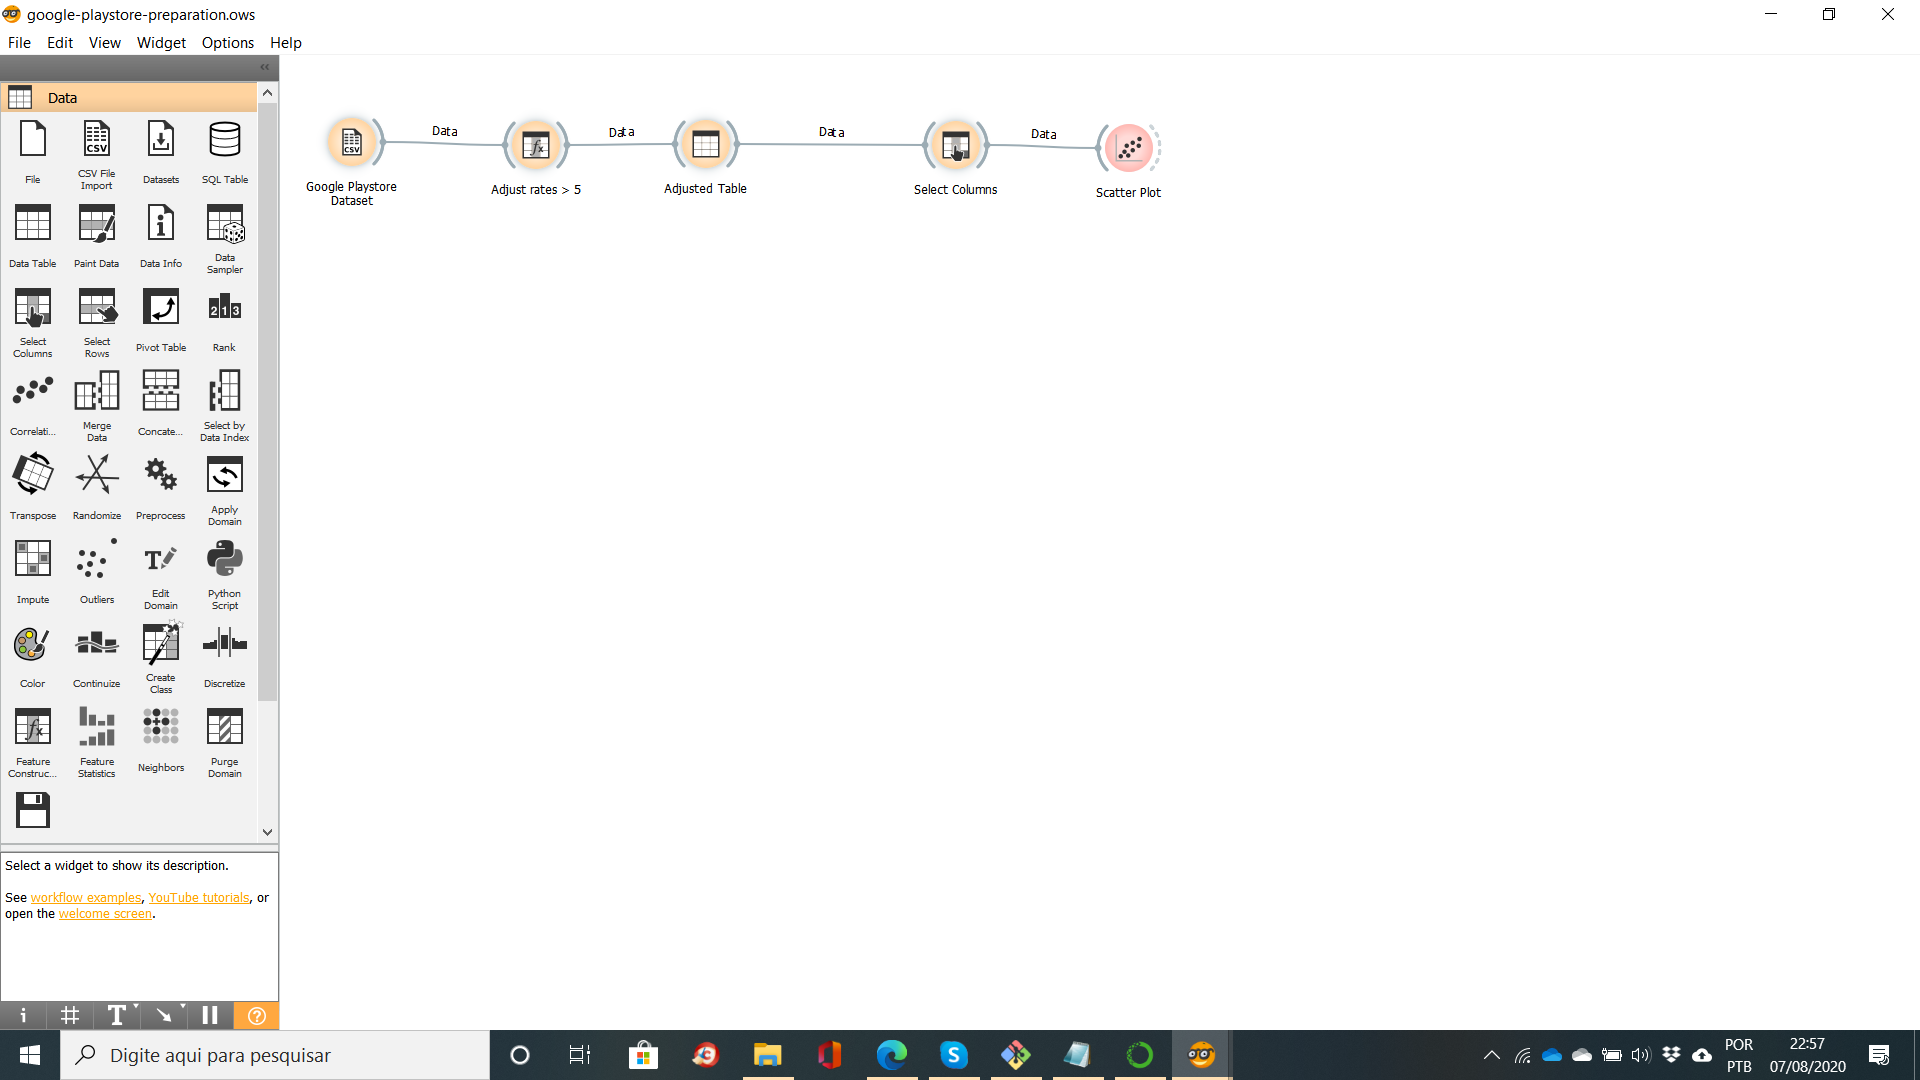 google-playstore-preparation.ows
File Edit View Widget Options Help
Data
File
CSV File
Import
Datasets
SQL Table
Data Table
Paint Data
Data Info
Data
Sampler
Select
Columns
Select
Rows
Pivot Table
Rank
Correlati...
Merge
Data
Concate...
Select by
Data Index
Transpose
Randomize
Preprocess
Apply
Domain
Impute
Outliers
Edit
Domain
Python
Script
Color
Continuize
Create
Class
Discretize
Feature
Construc...
Feature
Statistics
Neighbors
Purge
Domain
Select a widget to show its description.
See workflow examples, YouTube tutorials, or
open the welcome screen.
Data
Data
Data
Data
Google Playstore
Dataset
Adjust rates > 5
Adjusted Table
Select Columns
Scatter Plot
Digite aqui para pesquisar
POR
PTB
22:57
07/08/2020